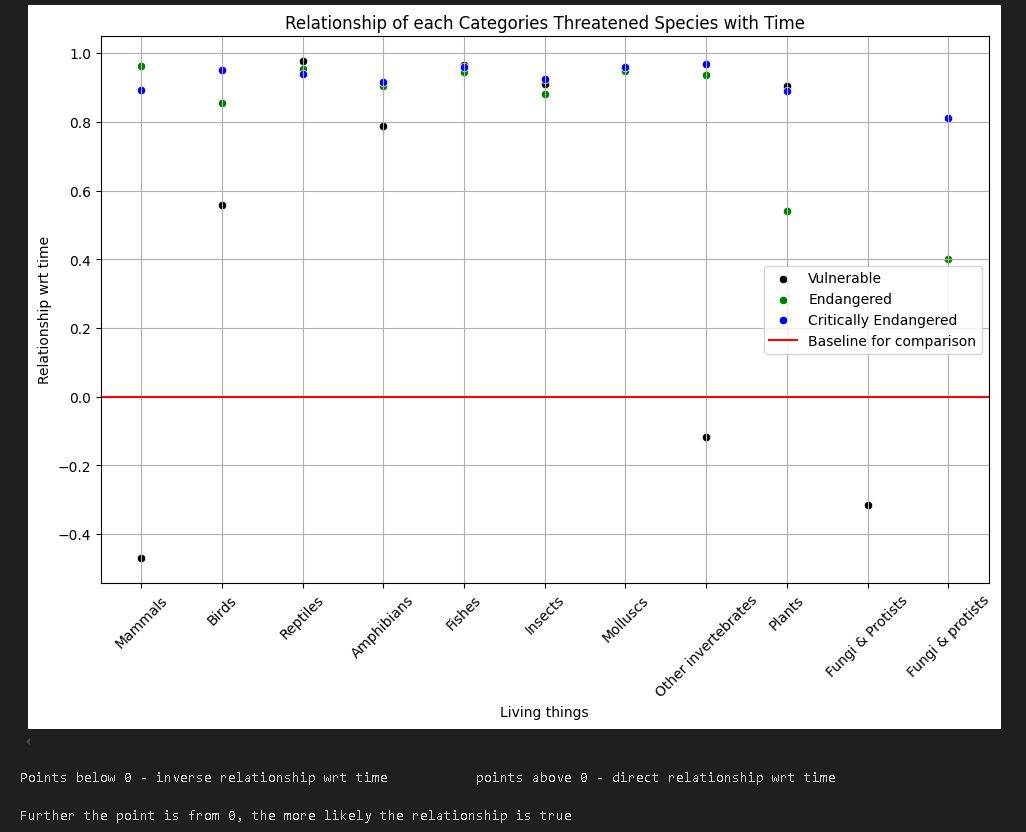 Relationship of each Categories Threatened Species with Time
1.0
0.8
0.6
0.4
0.2
0.0
−0.2
−0.4
Relationship wrt time
Vulnerable
Endangered
Critically Endangered
Baseline for comparison
Mammals
Birds
Reptiles
Amphibians
Fishes
Insects
Molluscs
Other invertebrates
Plants
Fungi & Protists
Fungi & protists
Living things
Points below 0 - inverse relationship wrt time points above 0 - direct relationship wrt time
Further the point is from 0, the more likely the relationship is true